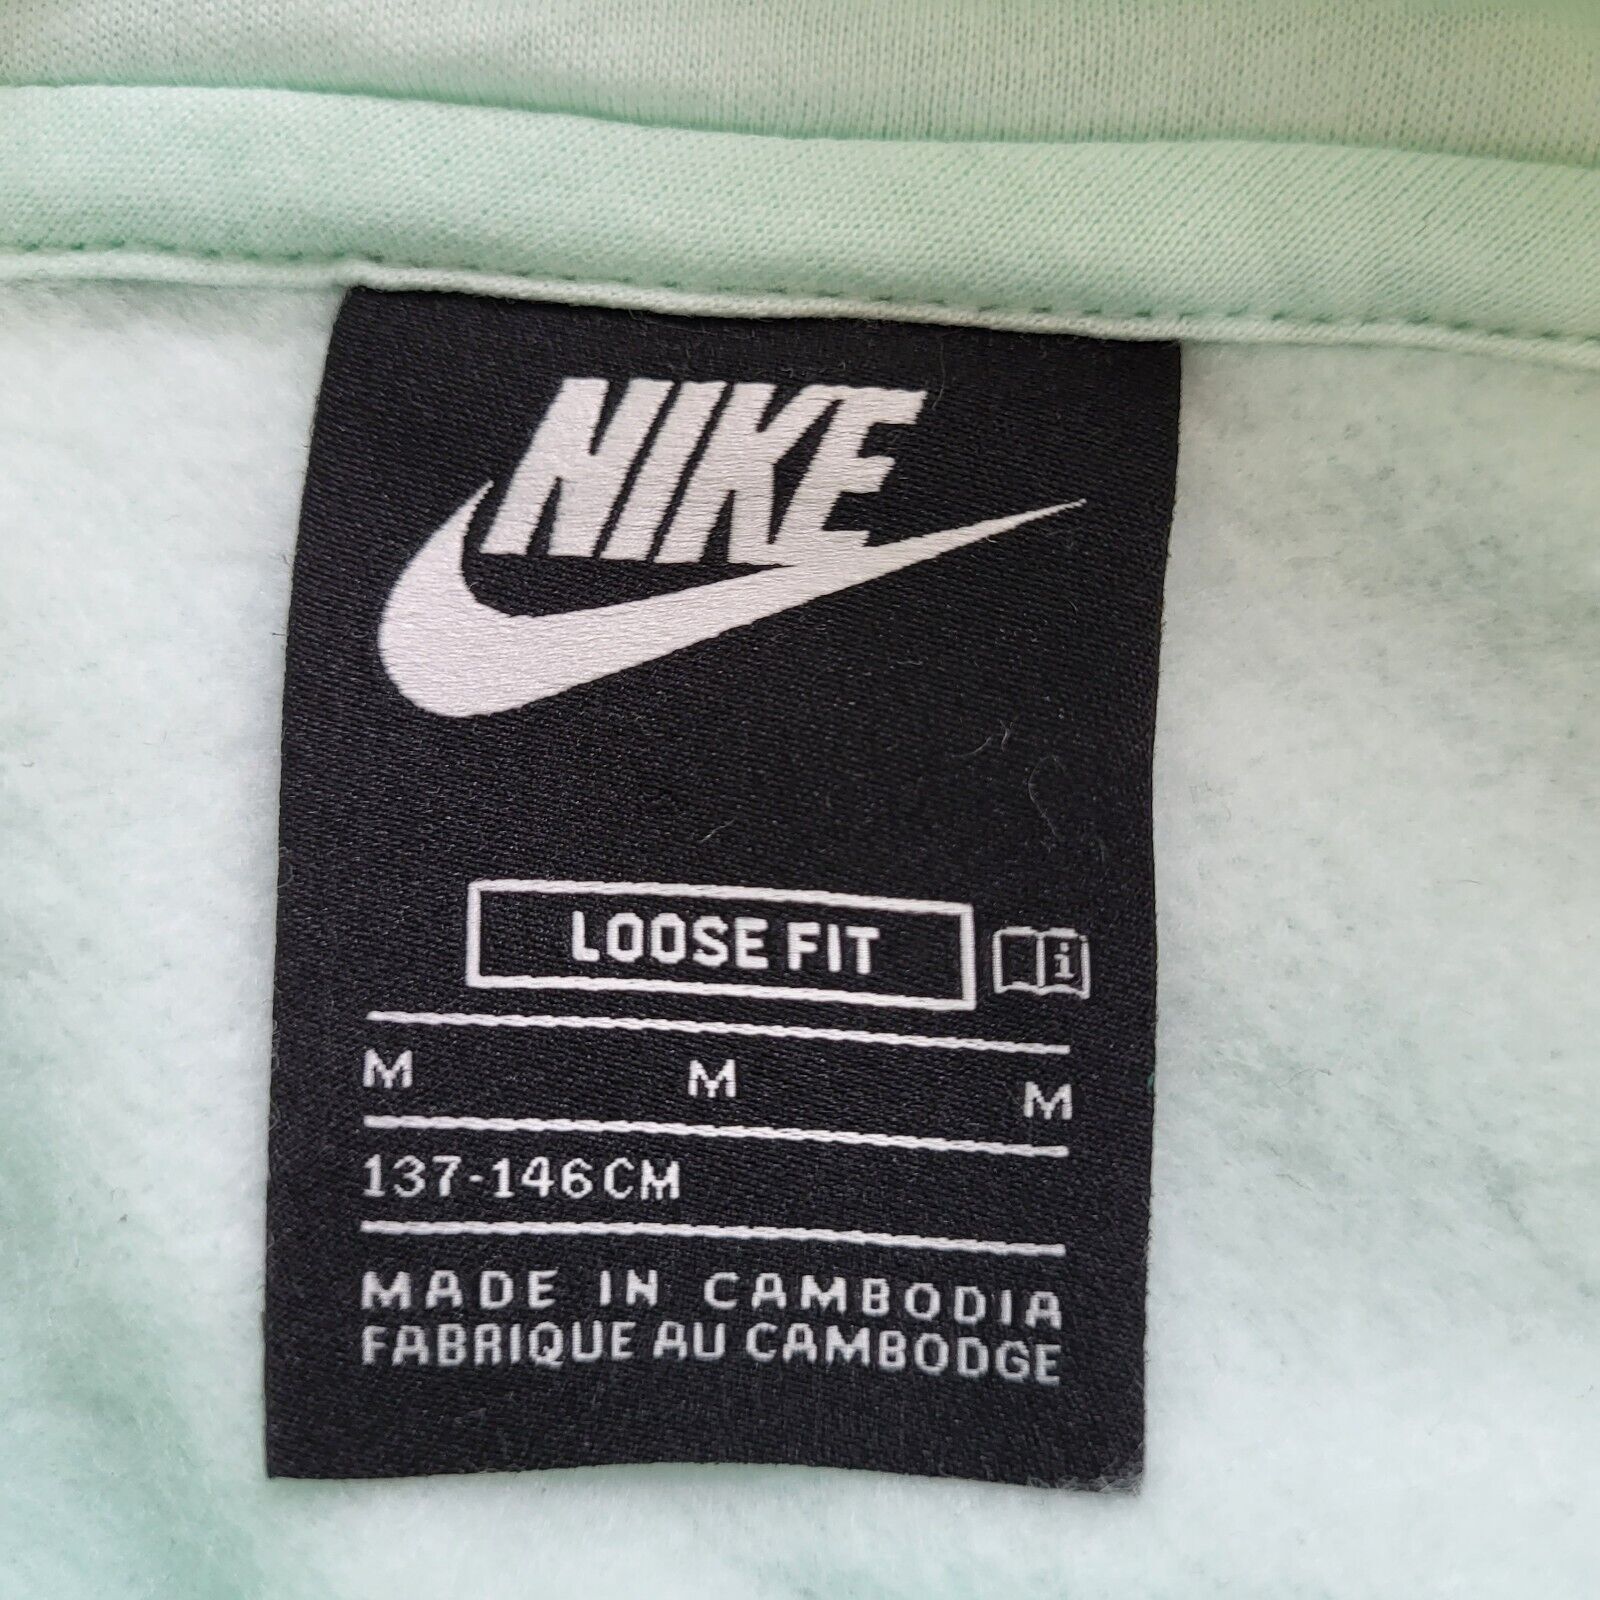 NIKE
LOOSE FIT i
M M M
137-146CM
MADE IN CAMBODIA
FABRIQUE AU CAMBODGE